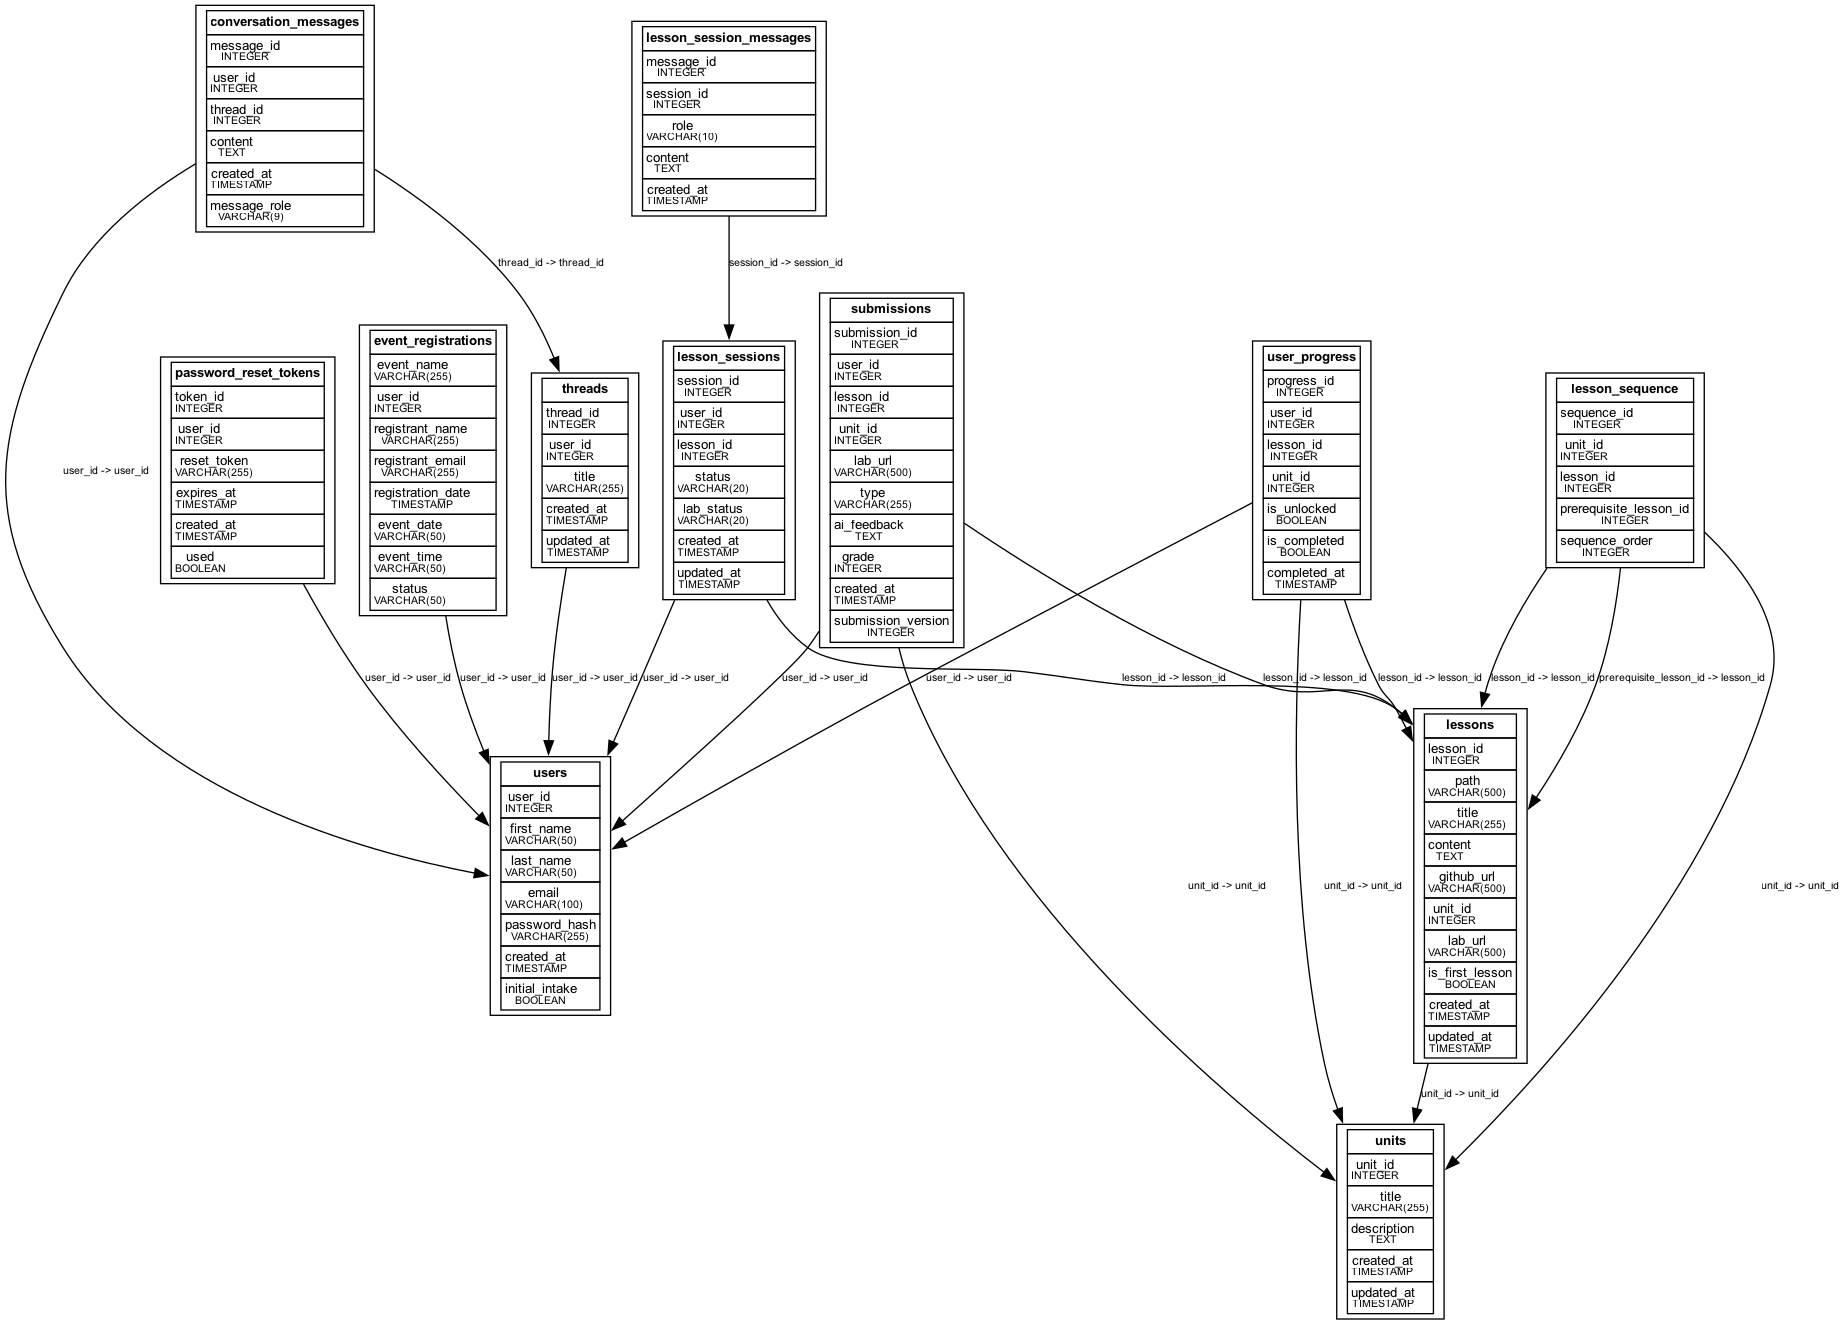 conversation_messages
message_id
INTEGER
user_id
INTEGER
thread_id
INTEGER
content
TEXT
created_at
TIMESTAMP
message_role
VARCHAR(9)
lesson_session_messages
message_id
INTEGER
session_id
INTEGER
role
VARCHAR(10)
content
TEXT
created_at
TIMESTAMP
thread_id -> thread_id
session_id -> session_id
user_id -> user_id
password_reset_tokens
token_id
INTEGER
user_id
INTEGER
reset_token
VARCHAR(255)
expires_at
TIMESTAMP
created_at
TIMESTAMP
used
BOOLEAN
event_registrations
event_name
VARCHAR(255)
user_id
INTEGER
registrant_name
VARCHAR(255)
registrant_email
VARCHAR(255)
registration_date
TIMESTAMP
event_date
VARCHAR(50)
event_time
VARCHAR(50)
status
VARCHAR(50)
threads
thread_id
INTEGER
user_id
INTEGER
title
VARCHAR(255)
created_at
TIMESTAMP
updated_at
TIMESTAMP
lesson_sessions
session_id
INTEGER
user_id
INTEGER
lesson_id
INTEGER
status
VARCHAR(20)
lab_status
VARCHAR(20)
created_at
TIMESTAMP
updated_at
TIMESTAMP
submissions
submission_id
INTEGER
user_id
INTEGER
lesson_id
INTEGER
unit_id
INTEGER
lab_url
VARCHAR(500)
type
VARCHAR(255)
ai_feedback
TEXT
grade
INTEGER
created_at
TIMESTAMP
submission_version
INTEGER
user_progress
progress_id
INTEGER
user_id
INTEGER
lesson_id
INTEGER
unit_id
INTEGER
is_unlocked
BOOLEAN
is_completed
BOOLEAN
completed_at
TIMESTAMP
lesson_sequence
sequence_id
INTEGER
unit_id
INTEGER
lesson_id
INTEGER
prerequisite_lesson_id
INTEGER
sequence_order
INTEGER
user_id -> user_id
user_id -> user_id
user_id -> user_id
user_id -> user_id
user_id -> user_id
user_id -> user_id
lesson_id -> lesson_id
lesson_id -> lesson_id
lesson_id -> lesson_id
lesson_id -> lesson_id
prerequisite_lesson_id -> lesson_id
users
user_id
INTEGER
first_name
VARCHAR(50)
last_name
VARCHAR(50)
email
VARCHAR(100)
password_hash
VARCHAR(255)
created_at
TIMESTAMP
initial_intake
BOOLEAN
lessons
lesson_id
INTEGER
path
VARCHAR(500)
title
VARCHAR(255)
content
TEXT
github_url
VARCHAR(500)
unit_id
INTEGER
lab_url
VARCHAR(500)
is_first_lesson
BOOLEAN
created_at
TIMESTAMP
updated_at
TIMESTAMP
unit_id -> unit_id
unit_id -> unit_id
unit_id -> unit_id
unit_id -> unit_id
units
unit_id
INTEGER
title
VARCHAR(255)
description
TEXT
created_at
TIMESTAMP
updated_at
TIMESTAMP